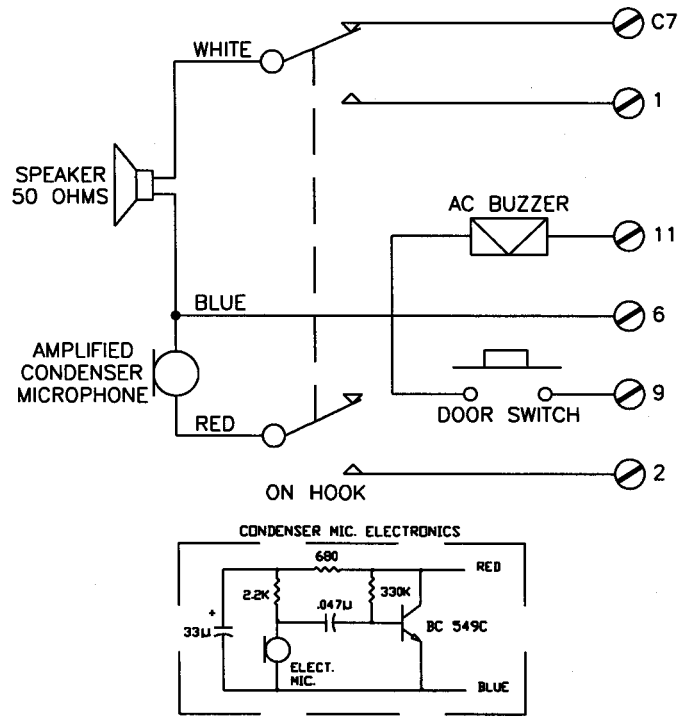 WHITE
C7
1
SPEAKER
50 OHMS
AC BUZZER
11
BLUE
6
AMPLIFIED
CONDENSER
MICROPHONE
9
DOOR SWITCH
RED
2
ON HOOK
CONDENSER MIC. ELECTRONICS
680
RED
2.2K
330K
.047µ
+
33µ
BC 549C
ELECT.
MIC.
BLUE